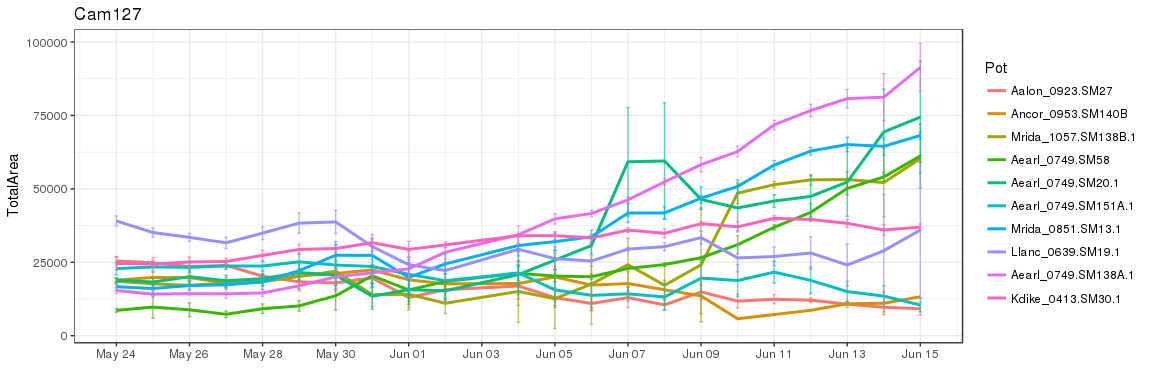 Cam127
TotalArea
100000
75000
50000
25000
0
May 24 May 26 May 28 May 30 Jun 01 Jun 03 Jun 05 Jun 07 Jun 09 Jun 11 Jun 13 Jun 15
Pot
Aalon_0923.SM27
Ancor_0953.SM140B
Mrida_1057.SM138B.1
Aearl_0749.SM58
Aearl_0749.SM20.1
Aearl_0749.SM151A.1
Mrida_0851.SM13.1
Llanc_0639.SM19.1
Aearl_0749.SM138A.1
Kdike_0413.SM30.1